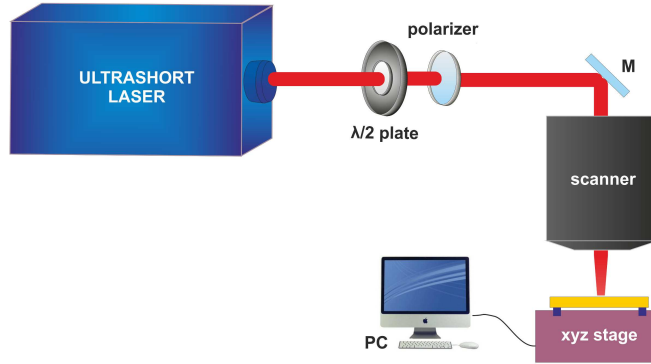 polarizer
ULTRASHORT
LASER
M
λ/2 plate
scanner
PC
xyz stage